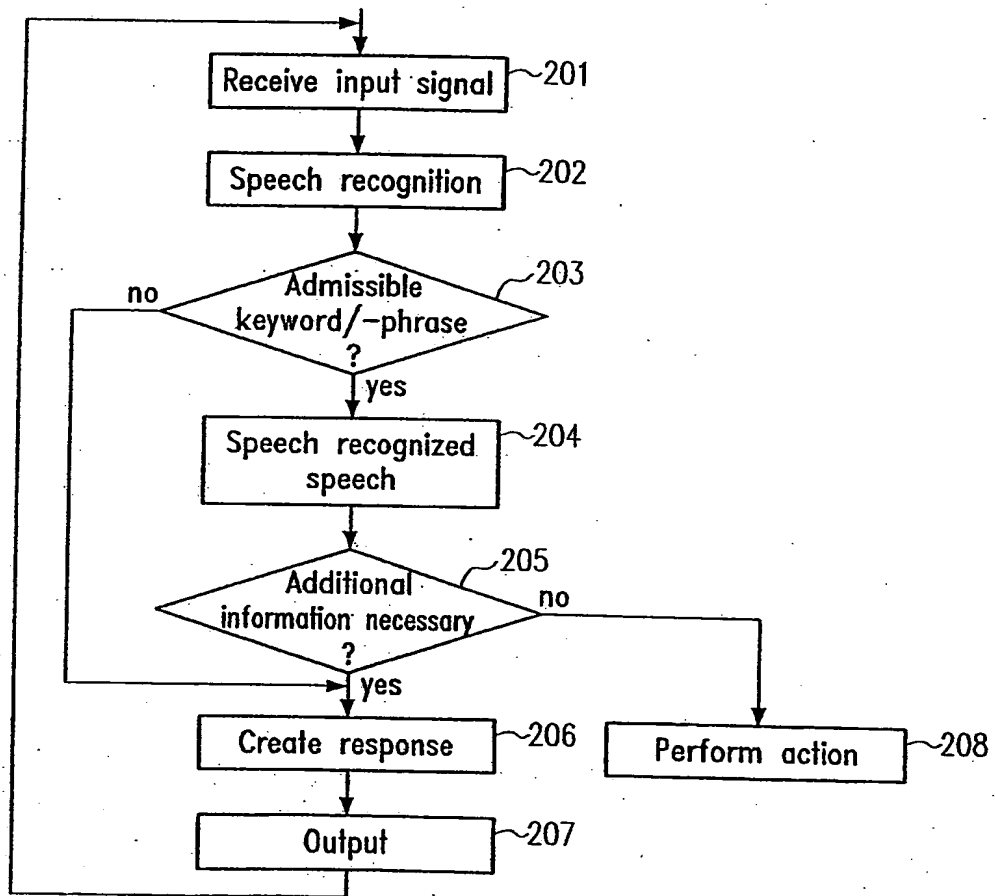 Receive input signal
201
Speech recognition
202
Admissible
keyword/-phrase
?
203
no
yes
Speech recognized
speech
204
Additional
information necessary
?
205
no
yes
Create response
206
Perform action
208
Output
207